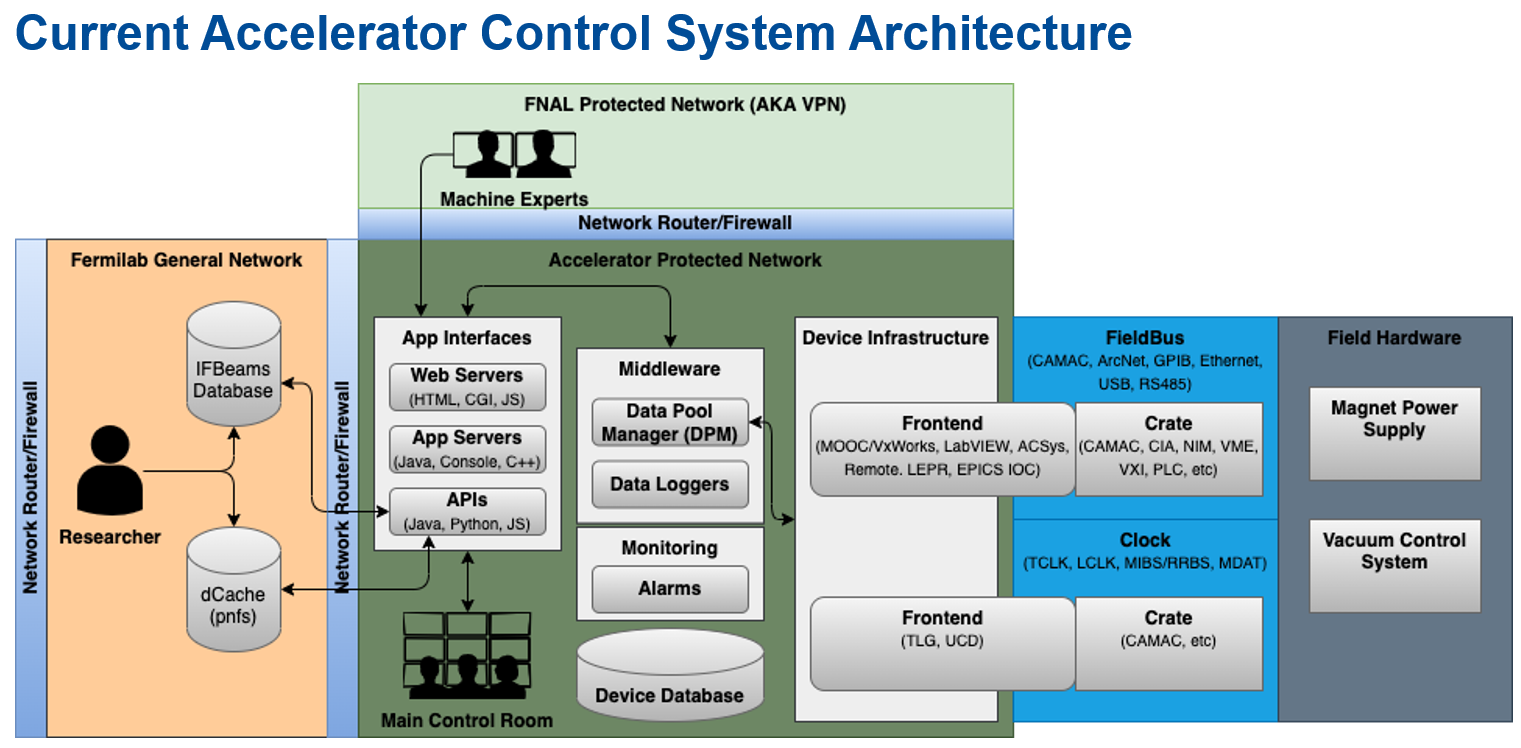 Current Accelerator Control System Architecture
FNAL Protected Network (AKA VPN)
Machine Experts
Network Router/Firewall
Network Router/Firewall
Fermilab General Network
IFBeams
Database
Researcher
dCache
(pnfs)
Network Router/Firewall
Accelerator Protected Network
App Interfaces
Web Servers
(HTML, CGI, JS)
App Servers
(Java, Console, C++)
APIs
(Java, Python, JS)
Main Control Room
Middleware
Data Pool
Manager (DPM)
Data Loggers
Monitoring
Alarms
Device Database
Device Infrastructure
Frontend
(MOOC/VxWorks, LabVIEW, ACSys,
Remote. LEPR, EPICS IOC)
Frontend
(TLG, UCD)
FieldBus
(CAMAC, ArcNet, GPIB, Ethernet,
USB, RS485)
Crate
(CAMAC, CIA, NIM, VME,
VXI, PLC, etc)
Clock
(TCLK, LCLK, MIBS/RRBS, MDAT)
Crate
(CAMAC, etc)
Field Hardware
Magnet Power
Supply
Vacuum Control
System